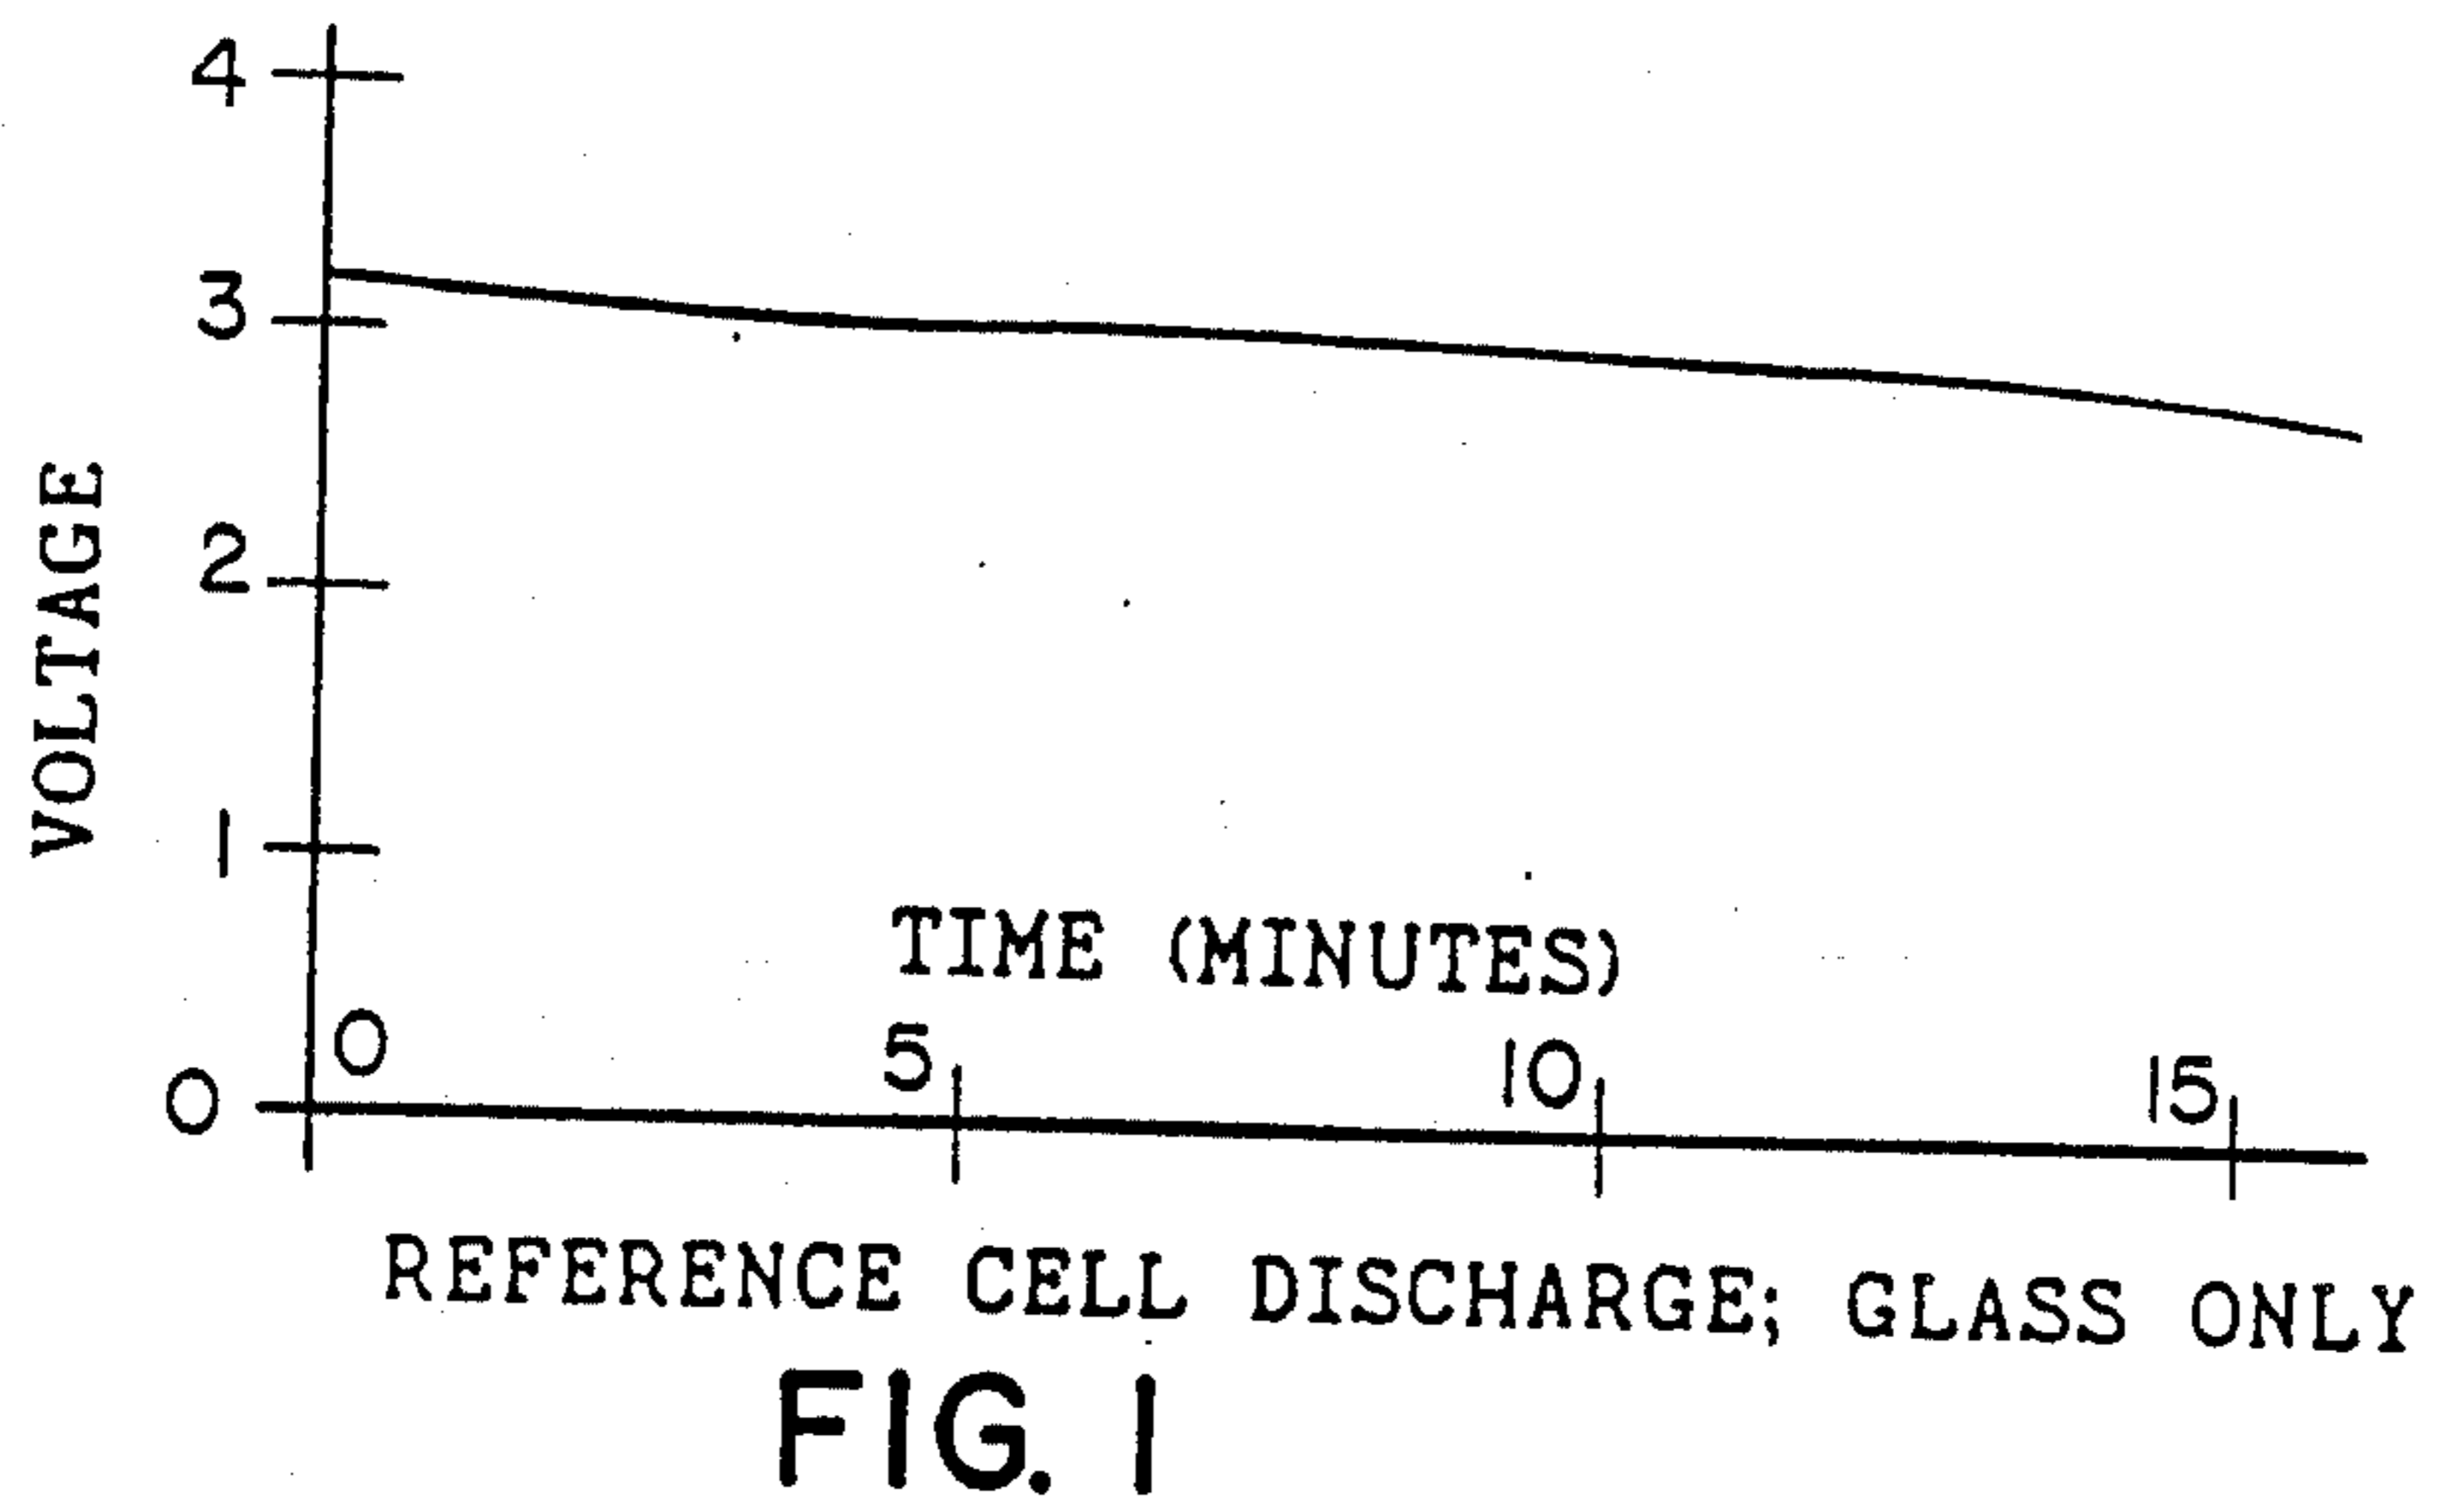 4
3
2
1
0
VOLTAGE
TIME (MINUTES)
0 5 10 15
REFERENCE CELL DISCHARGE; GLASS ONLY
FIG. 1